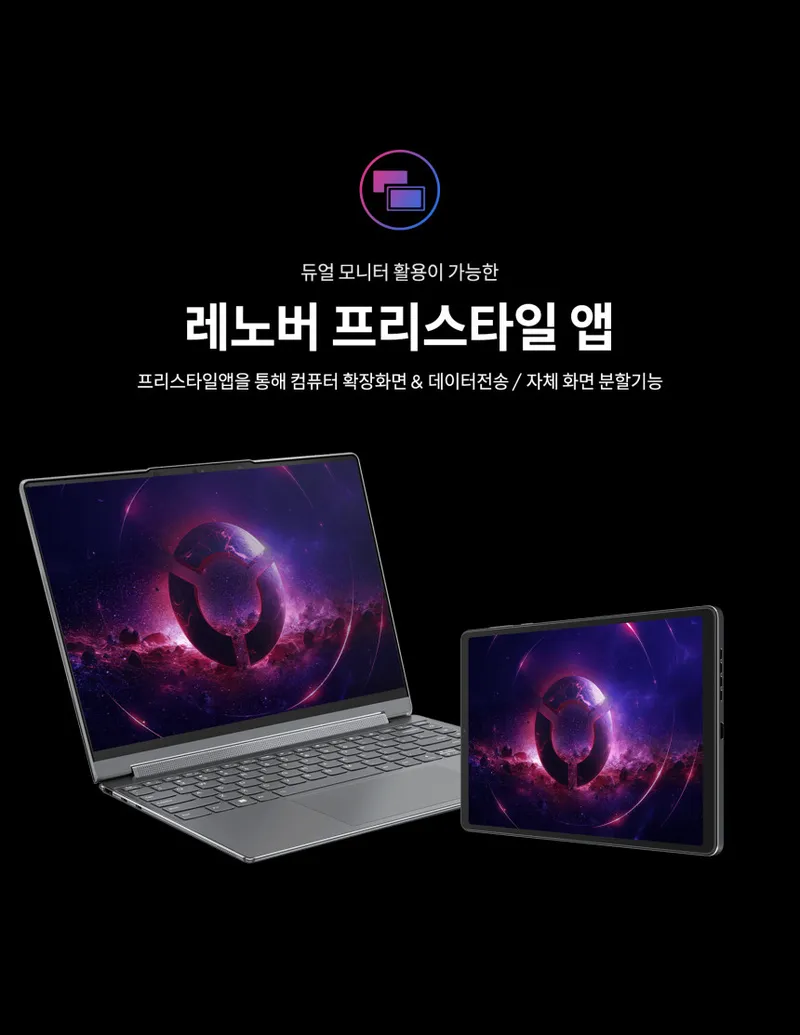 듀얼 모니터 활용이 가능한
레노버 프리스타일 앱
프리스타일앱을 통해 컴퓨터 확장화면 & 데이터전송 / 자체 화면 분할기능